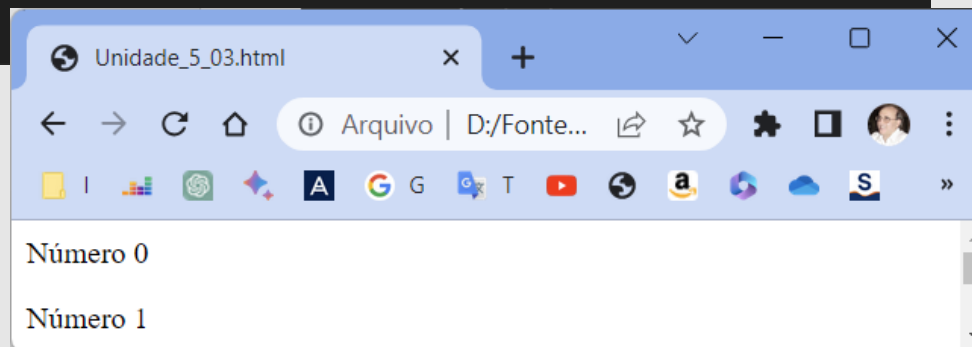 Unidade_5_03.html
Arquivo | D:/Fonte...
I A G G T a S »
Número 0
Número 1